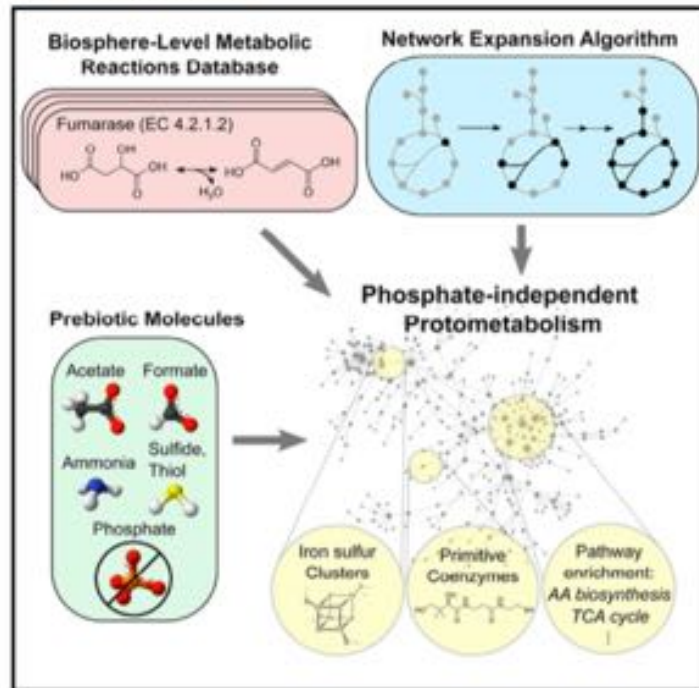 Biosphere-Level Metabolic
Reactions Database
Fumarase (EC 4.2.1.2)
O OH
HO OH
O
H₂O
O
HO OH
O
Network Expansion Algorithm
Prebiotic Molecules
Acetate Formate
Ammonia Sulfide,
Thiol
Phosphate
Phosphate-independent
Protometabolism
Iron sulfur
Clusters
Primitive
Coenzymes
Pathway
enrichment:
AA biosynthesis
TCA cycle